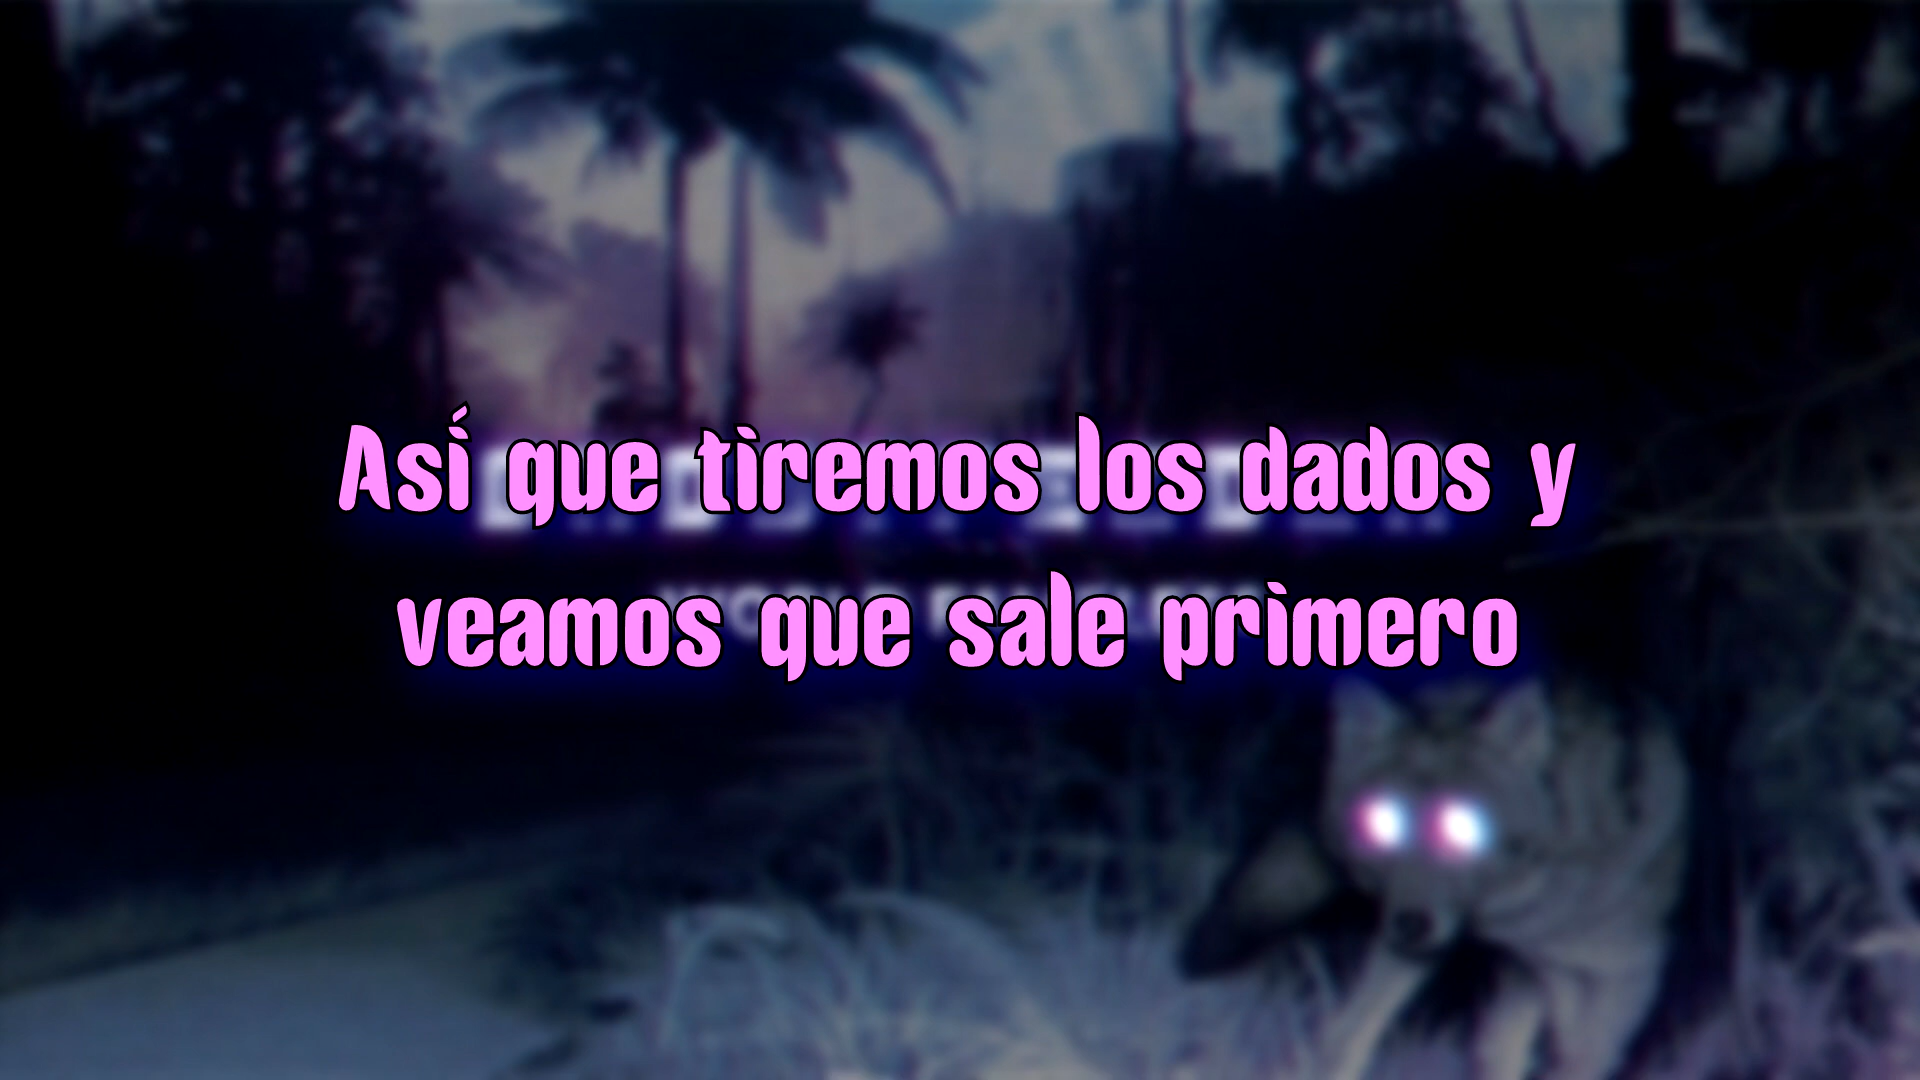 Así que tiremos los dados y
veamos que sale primero